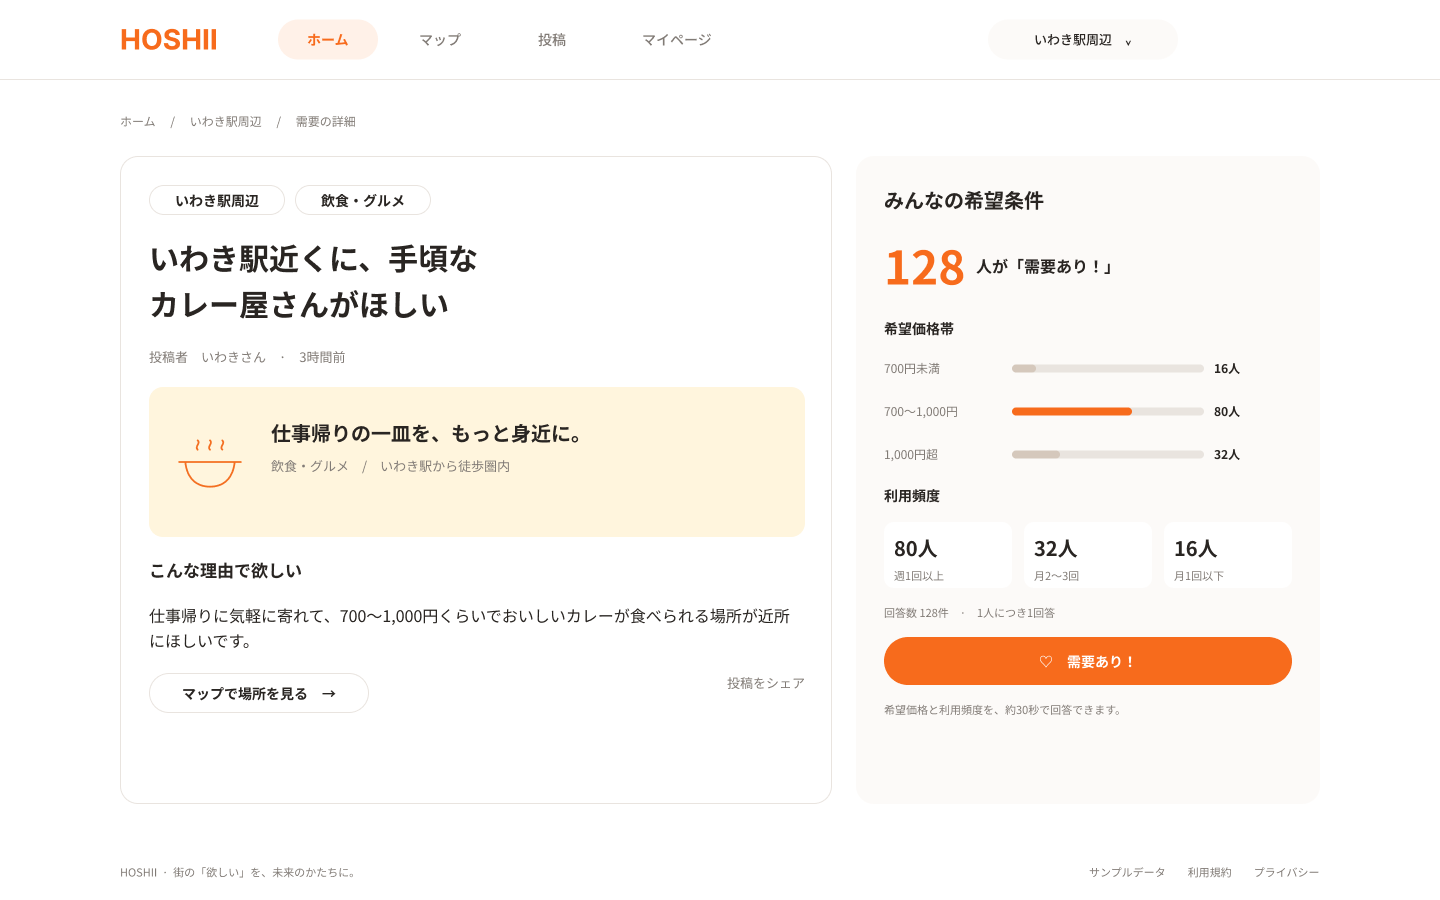 HOSHII
ホーム
マップ
投稿
マイページ
いわき駅周辺
ホーム / いわき駅周辺 / 需要の詳細
いわき駅周辺
飲食・グルメ
いわき駅近くに、手頃な
カレー屋さんがほしい
投稿者 いわきさん · 3時間前
仕事帰りの一皿を、もっと身近に。
飲食・グルメ / いわき駅から徒歩圏内
こんな理由で欲しい
仕事帰りに気軽に寄れて、700〜1,000円くらいでおいしいカレーが食べられる場所が近所
にほしいです。
マップで場所を見る →
投稿をシェア
みんなの希望条件
128 人が「需要あり！」
希望価格帯
700円未満 16人
700〜1,000円 80人
1,000円超 32人
利用頻度
80人
週1回以上
32人
月2〜3回
16人
月1回以下
回答数 128件 · 1人につき1回答
♡ 需要あり！
希望価格と利用頻度を、約30秒で回答できます。
HOSHII · 街の「欲しい」を、未来のかたちに。
サンプルデータ 利用規約 プライバシー